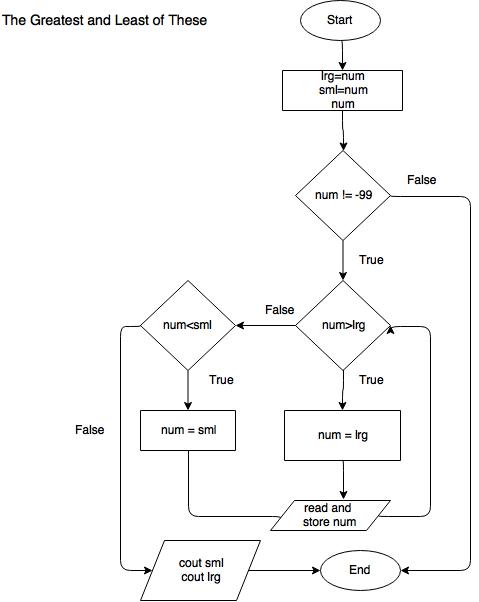 The Greatest and Least of These
Start
lrg=num
sml=num
num
num != -99
False
True
num<sml
False
num>lrg
True
True
num = sml
num = lrg
False
read and
store num
cout sml
cout lrg
End